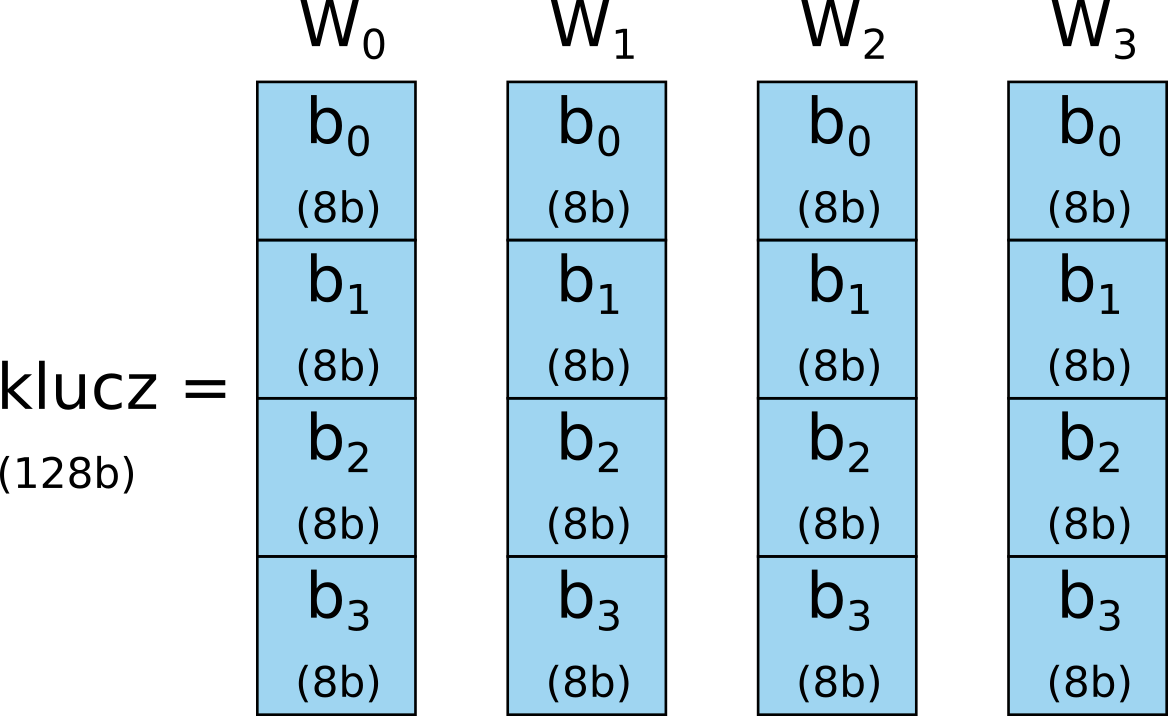 W₀ W₁ W₂ W₃
b₀ b₀ b₀ b₀
(8b) (8b) (8b) (8b)
b₁ b₁ b₁ b₁
(8b) (8b) (8b) (8b)
klucz =
(128b)
b₂ b₂ b₂ b₂
(8b) (8b) (8b) (8b)
b₃ b₃ b₃ b₃
(8b) (8b) (8b) (8b)